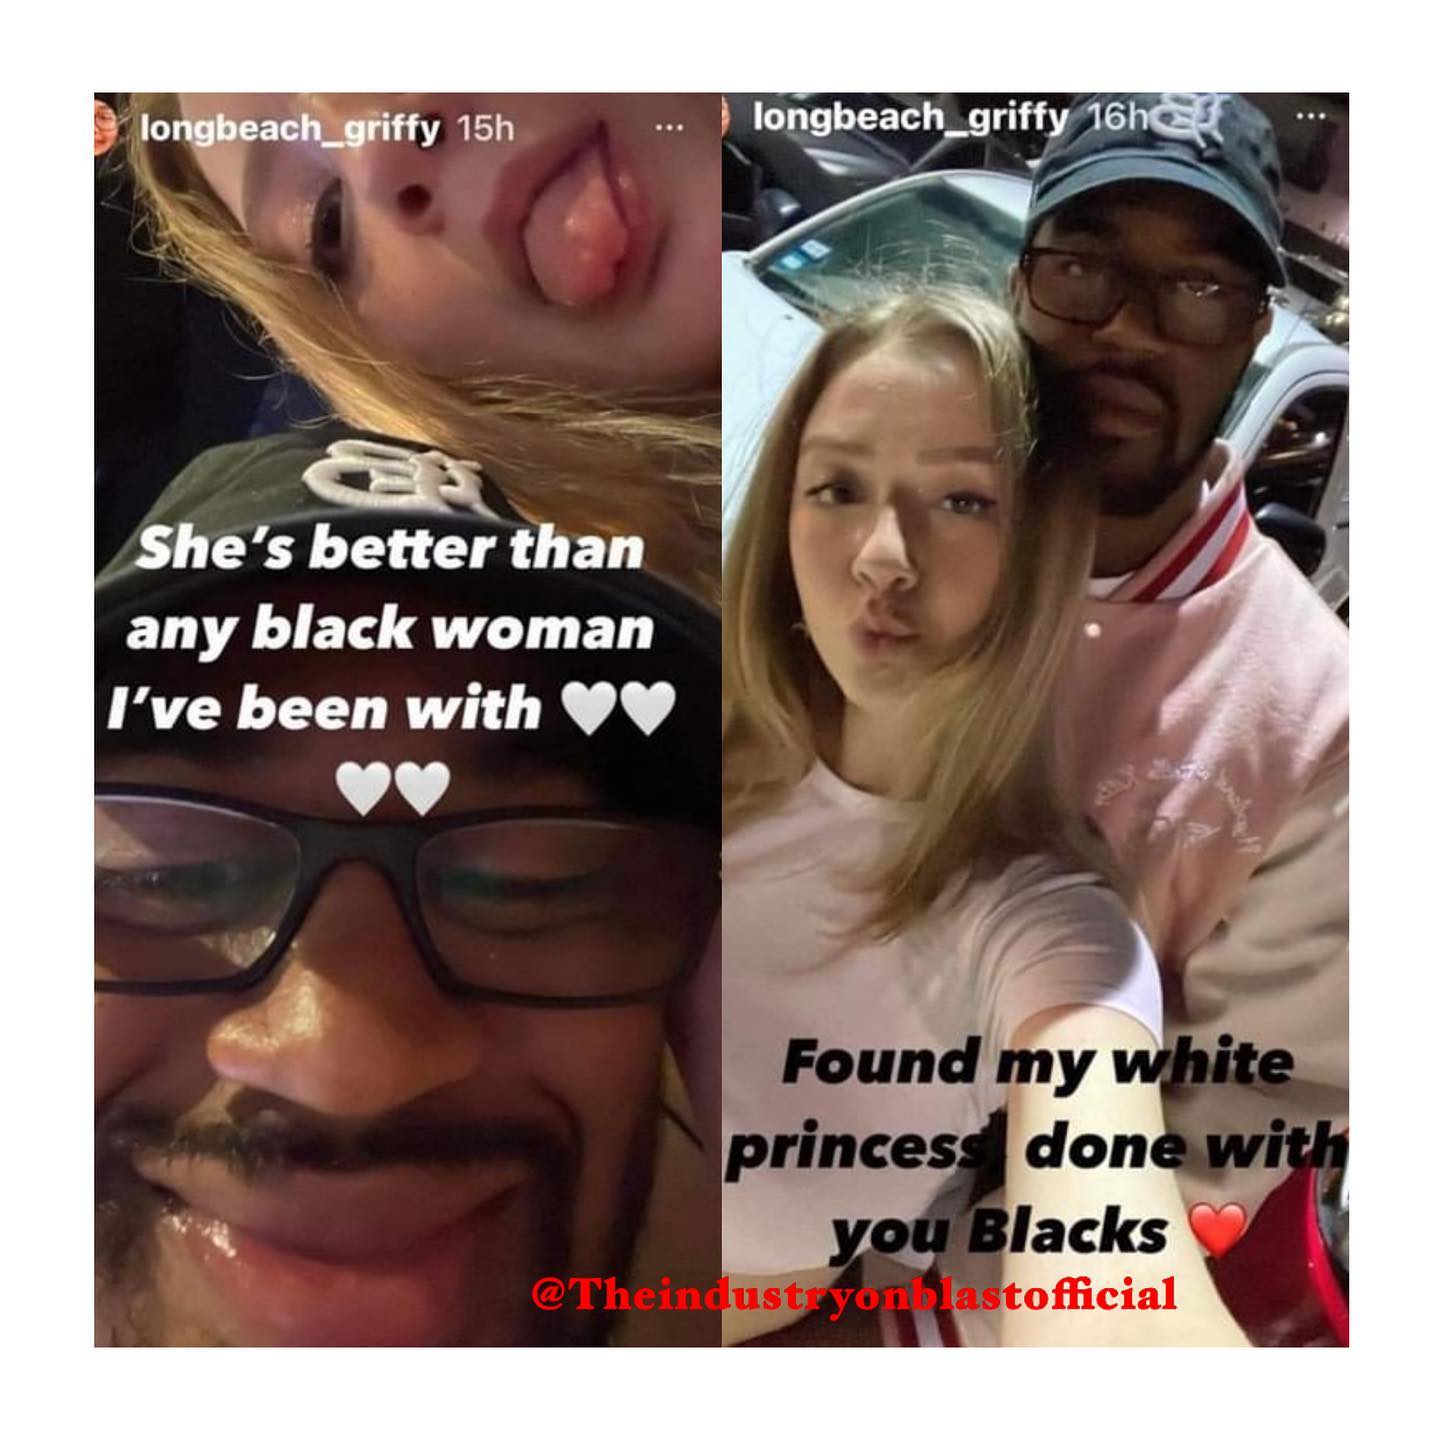 longbeach_griffy 15h
She's better than
any black woman
I've been with 🤍🤍
🤍🤍
longbeach_griffy 16h
Found my white
princess, done with
you Blacks ❤️
@Theindustryonblastofficial